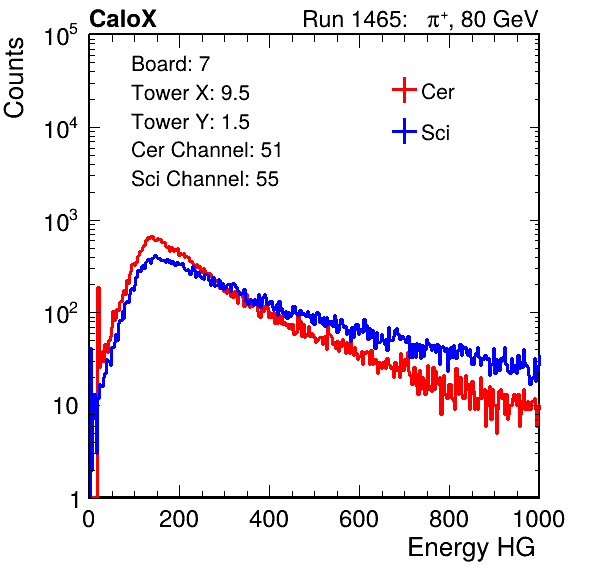 CaloX Run 1465: π⁺, 80 GeV
Board: 7
Tower X: 9.5
Tower Y: 1.5
Cer Channel: 51
Sci Channel: 55
Cer
Sci
Counts
10⁵
10⁴
10³
10²
10
1
0 200 400 600 800 1000
Energy HG